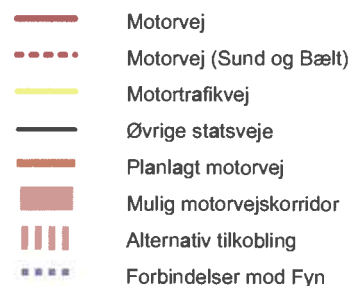 Motorvej
Motorvej (Sund og Bælt)
Motortrafikvej
Øvrige statsveje
Planlagt motorvej
Mulig motorvejskorridor
Alternativ tilkobling
Forbindelser mod Fyn